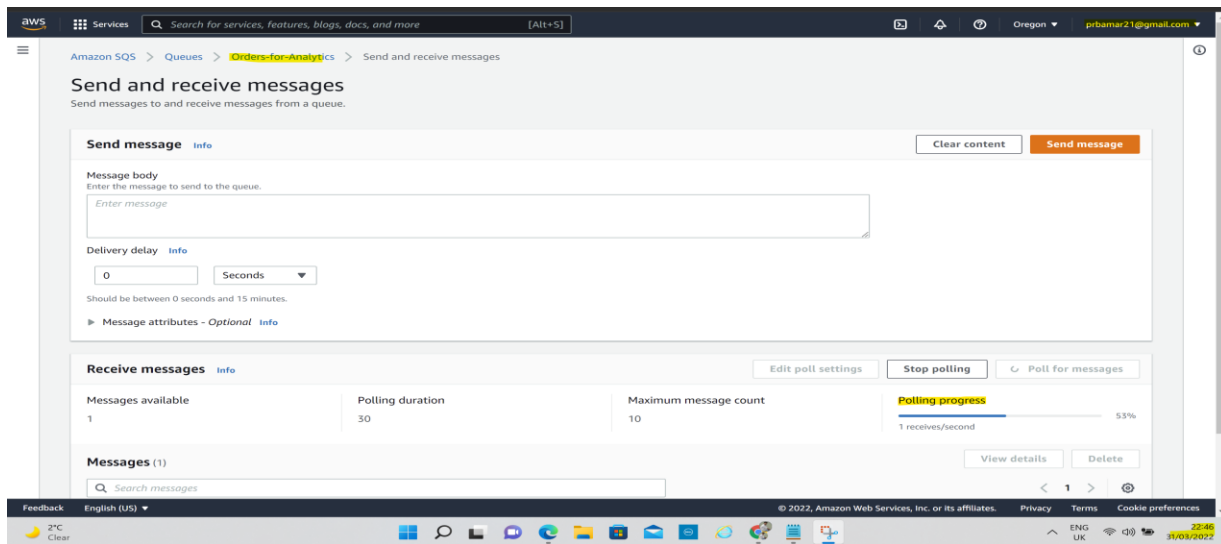 aws Services Search for services, features, blogs, docs, and more [Alt+S] Oregon prbamar21@gmail.com
Amazon SQS > Queues > Orders-for-Analytics > Send and receive messages
Send and receive messages
Send messages to and receive messages from a queue.
Send message Info Clear content Send message
Message body
Enter the message to send to the queue.
Enter message
Delivery delay Info
0 Seconds
Should be between 0 seconds and 15 minutes.
Message attributes - Optional Info
Receive messages Info Edit poll settings Stop polling Poll for messages
Messages available Polling duration Maximum message count Polling progress
1 30 10 53%
1 receives/second
Messages (1) View details Delete
Search messages < 1 >
Feedback English (US) © 2022, Amazon Web Services, Inc. or its affiliates. Privacy Terms Cookie preferences
2°C ENG 22:46
Clear UK 31/03/2022